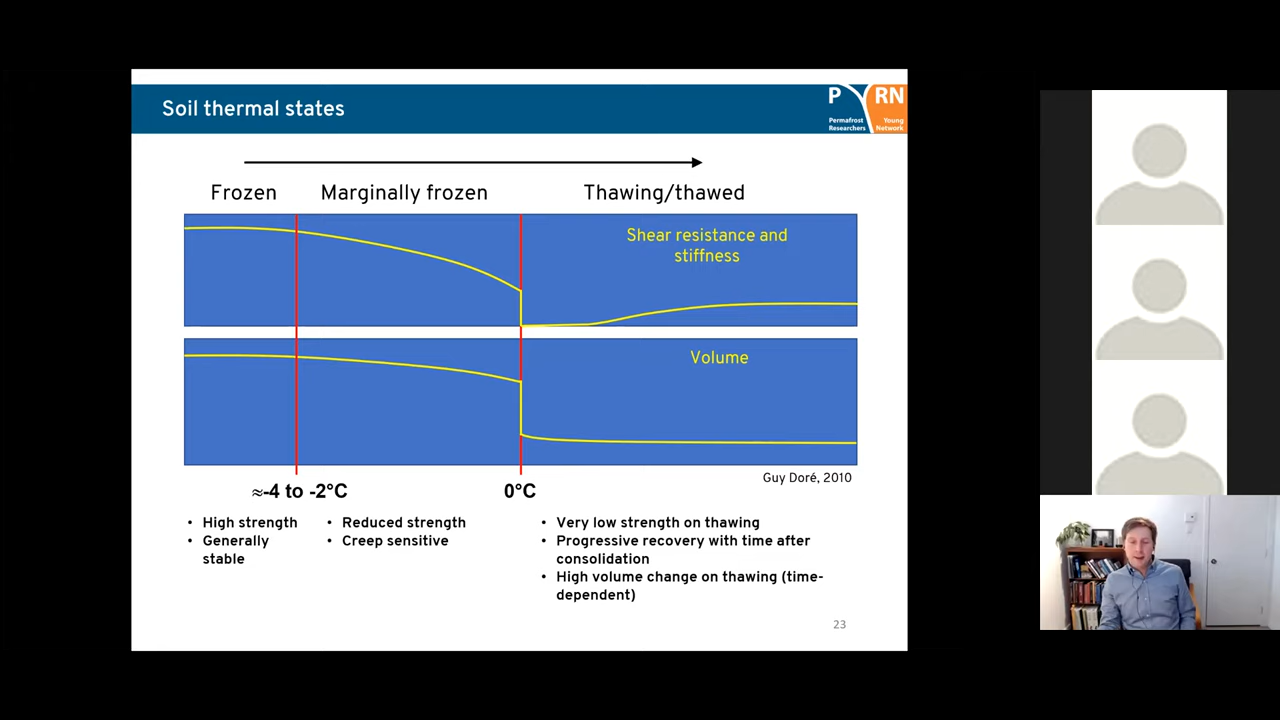 Soil thermal states
P RN
Permafrost Young
Researchers Network
Frozen Marginally frozen Thawing/thawed
Shear resistance and
stiffness
Volume
Guy Doré, 2010
≈-4 to -2°C 0°C
• High strength
• Generally
stable
• Reduced strength
• Creep sensitive
• Very low strength on thawing
• Progressive recovery with time after
consolidation
• High volume change on thawing (time-
dependent)
23